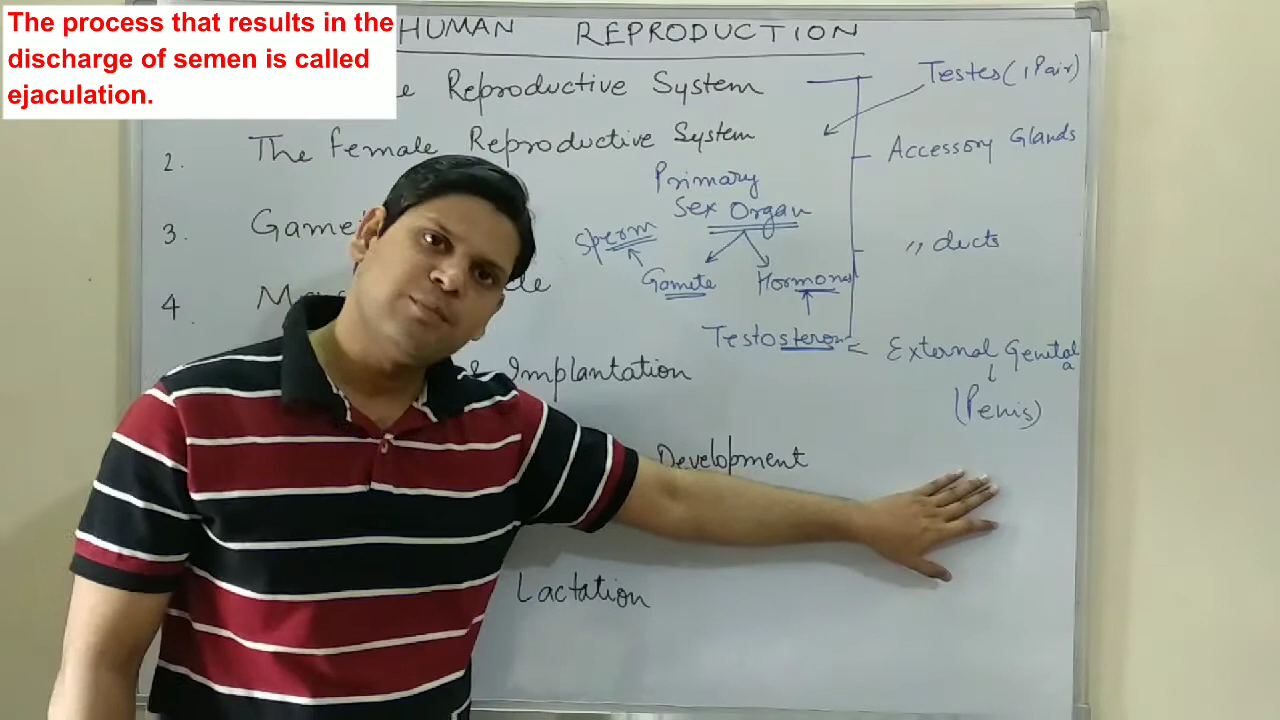 The process that results in the
discharge of semen is called
ejaculation.
HUMAN REPRODUCTION
Reproductive System
2. The Female Reproductive System
3.
4
Implantation
Development
Lactation
Primary
Sex Organ
Sperm
Gamete Hormones
Testosterone
Testes (1 Pair)
Accessory Glands
" ducts
External Genitala
(Penis)